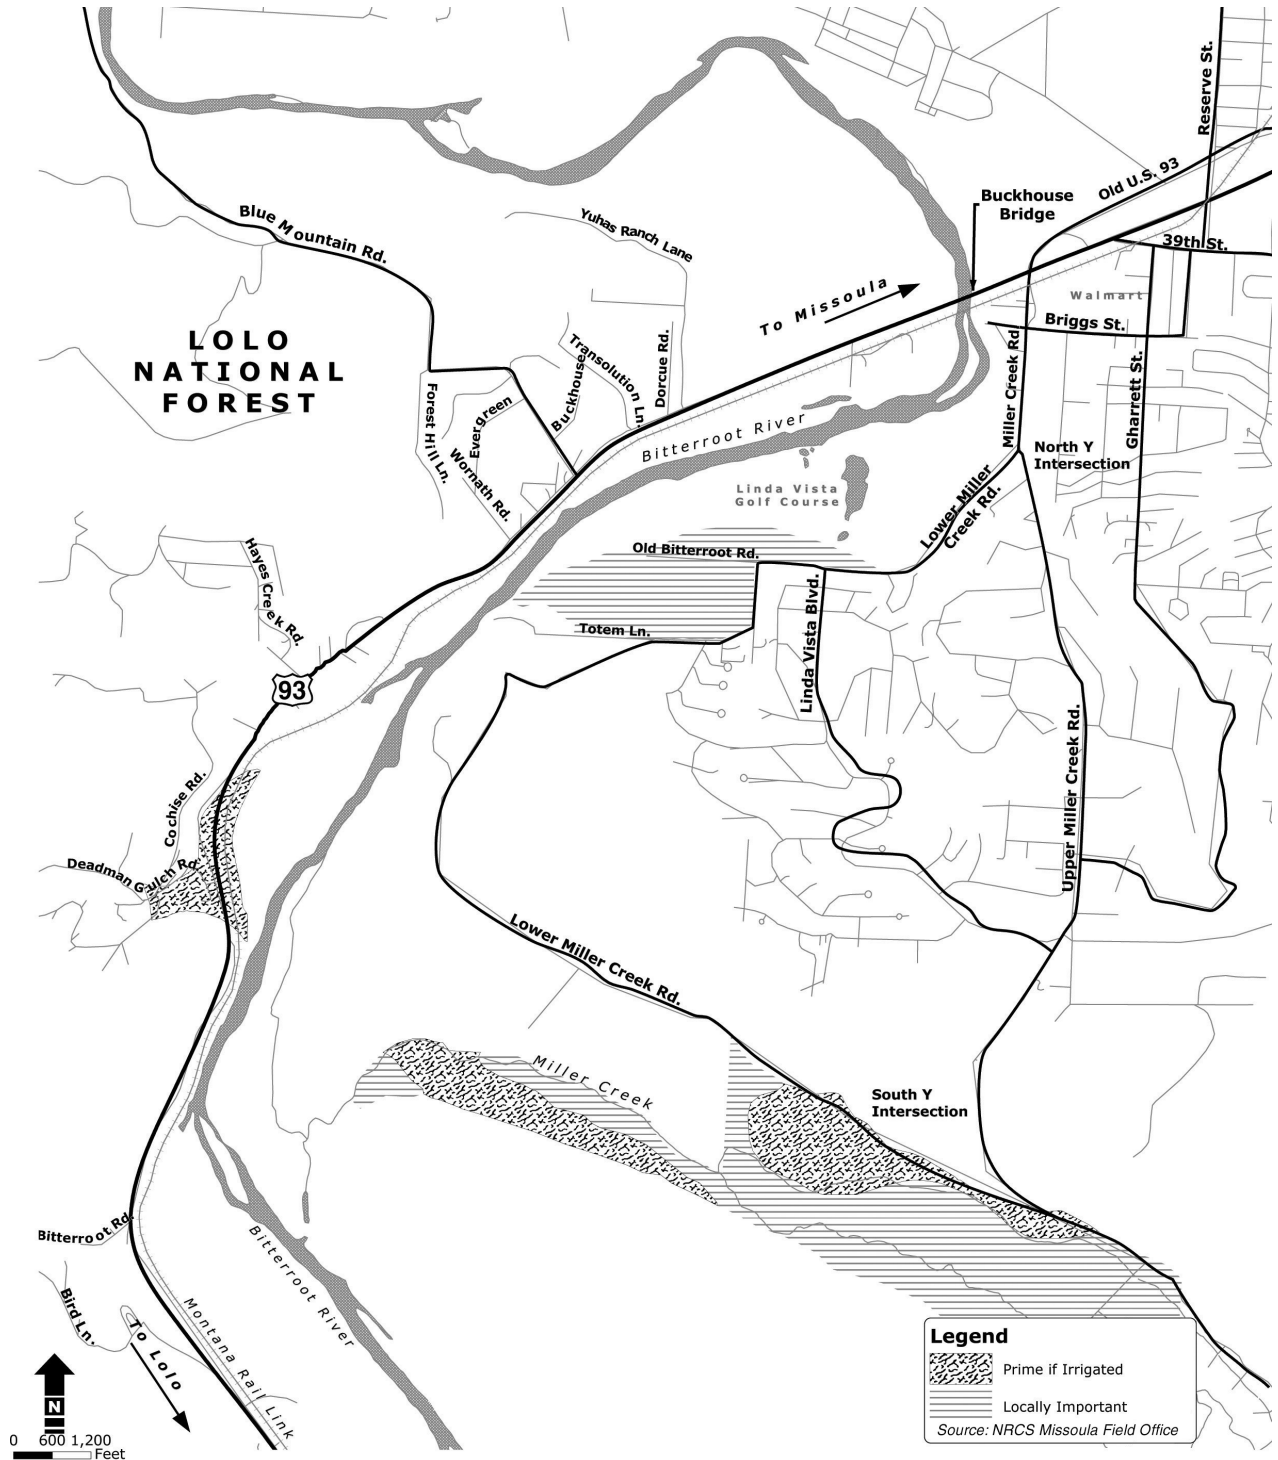 Reserve St.
Old U.S. 93
Buckhouse
Bridge
39th St.
Blue Mountain Rd.
Yuhas Ranch Lane
To Missoula
Walmart
Briggs St.
LOLO
NATIONAL
FOREST
Transolution Ln.
Dorcue Rd.
Buckhouse
Evergreen
Forest Hill Ln.
Wornath Rd.
Miller Creek Rd.
Gharrett St.
Bitterroot River
North Y
Intersection
Linda Vista
Golf Course
Lower Miller
Creek Rd.
Old Bitterroot Rd.
Hayes Creek Rd.
Linda Vista Blvd.
Totem Ln.
93
Upper Miller Creek Rd.
Cochise Rd.
Deadman Gulch Rd.
Lower Miller Creek Rd.
Miller Creek
South Y
Intersection
Bitterroot Rd.
Bitterroot River
Bird Ln.
To Lolo
Montana Rail Link
Legend
Prime if Irrigated
Locally Important
Source: NRCS Missoula Field Office
N
0 600 1,200
Feet